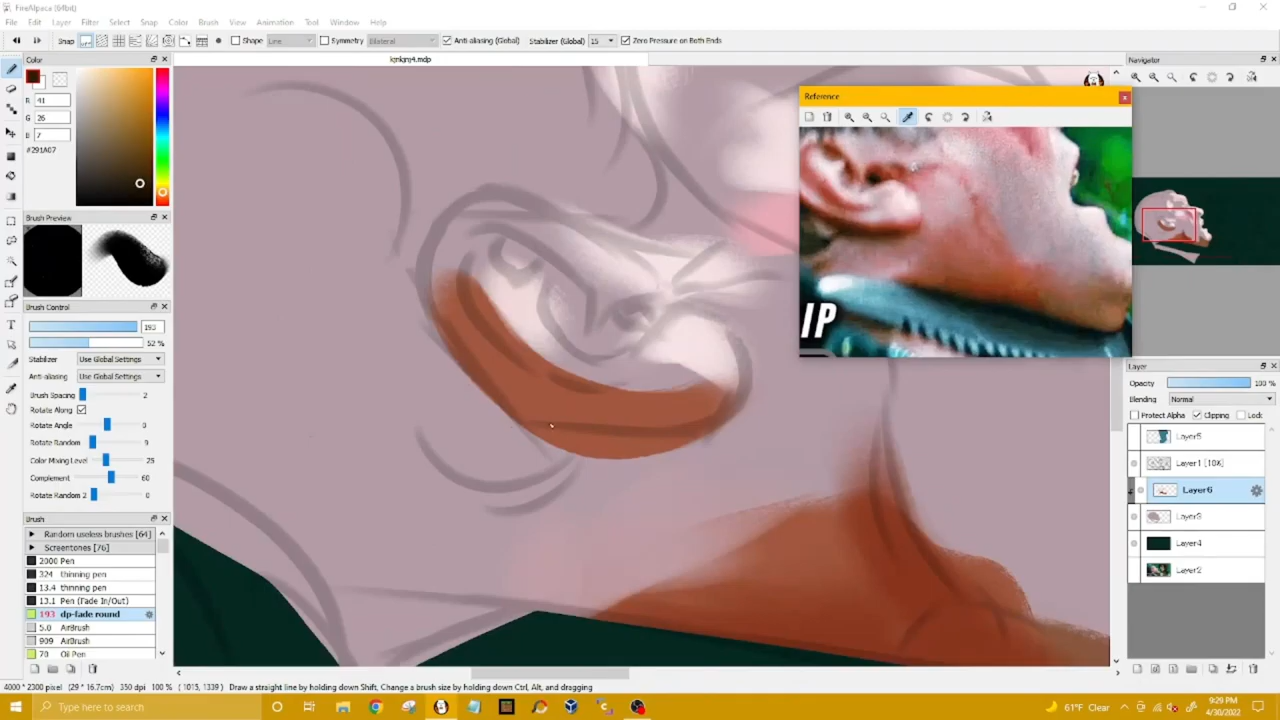 FireAlpaca (64bit)
File Edit Layer Filter Select Snap Color Brush View Animation Tool Window Help
Snap Shape Line Symmetry Bilateral Anti-aliasing (Global) Stabilizer (Global) 15 Zero Pressure on Both Ends
Color
R 41
G 26
B 7
#291A07
Brush Preview
Brush Control
193
52 %
Stabilizer Use Global Settings
Anti-aliasing Use Global Settings
Brush Spacing 2
Rotate Along
Rotate Angle 0
Rotate Random 9
Color Mixing Level 25
Complement 60
Rotate Random 2 0
Brush
Random useless brushes [64]
Screentones [76]
2000 Pen
324 thinning pen
13.4 thinning pen
13.1 Pen (Fade In/Out)
193 dp-fade round
5.0 AirBrush
909 AirBrush
70 Oil Pen
Reference
IP
Navigator
Layer
Opacity 100 %
Blending Normal
Protect Alpha Clipping Lock
Layer5
Layer1 [10X]
Layer6
Layer3
Layer4
Layer2
4000 * 2300 pixel (29 * 16.7cm) 350 dpi 100 % ( 1015, 1339 ) Draw a straight line by holding down Shift, Change a brush size by holding down Ctrl, Alt, and dragging
Type here to search
61°F Clear
9:29 PM
4/30/2022